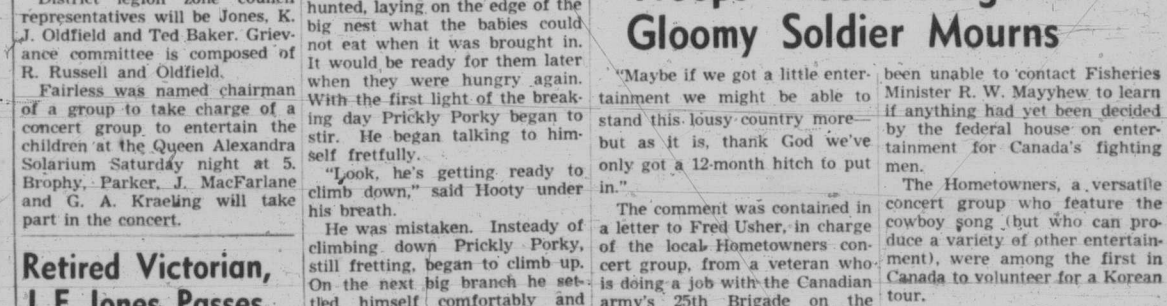 representatives will be Jones, K.
J. Oldfield and Ted Baker. Griev-
ance committee is composed of
R. Russell and Oldfield.
Fairless was named chairman
of a group to take charge of a
concert group to entertain the
children at the Queen Alexandra
Solarium Saturday night at 5.
Brophy, Parker, J. MacFarlane
and G. A. Kraeling will take
part in the concert.
Retired Victorian,
hunted, laying on the edge of the
big nest what the babies could
not eat when it was brought in.
It would be ready for them later
when they were hungry again.
With the first light of the break-
ing day Prickly Porky began to
stir. He began talking to him-
self fretfully.
"Look, he's getting ready to
climb down," said Hooty under
his breath.
He was mistaken. Insteady of
climbing down Prickly Porky,
still fretting, began to climb up.
On the next big branch he set-
tled himself comfortably and
Gloomy Soldier Mourns
"Maybe if we got a little enter-
tainment we might be able to
stand this lousy country more—
but as it is, thank God we've
only got a 12-month hitch to put
in."
The comment was contained in
a letter to Fred Usher, in charge
of the local Hometowners con-
cert group, from a veteran who
is doing a job with the Canadian
army's 25th Brigade on the
been unable to contact Fisheries
Minister R. W. Mayyhew to learn
if anything had yet been decided
by the federal house on enter-
tainment for Canada's fighting
men.
The Hometowners, a versatile
concert group who feature the
cowboy song (but who can pro-
duce a variety of other entertain-
ment), were among the first in
Canada to volunteer for a Korean
tour.